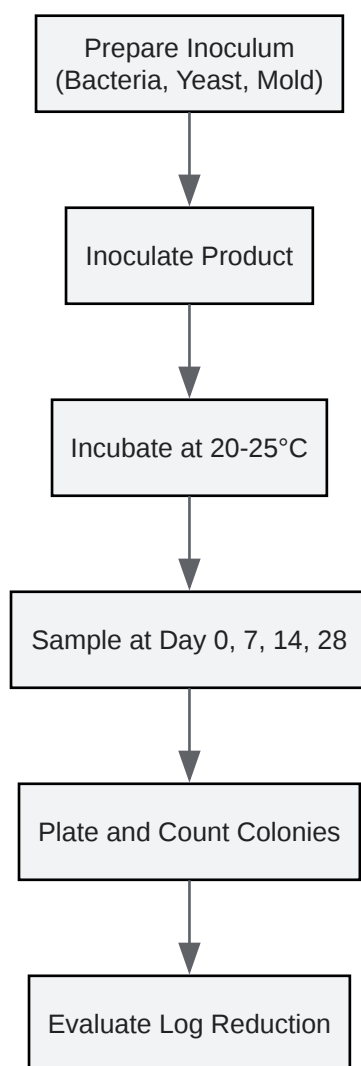 Prepare Inoculum
(Bacteria, Yeast, Mold)
Inoculate Product
Incubate at 20-25°C
Sample at Day 0, 7, 14, 28
Plate and Count Colonies
Evaluate Log Reduction